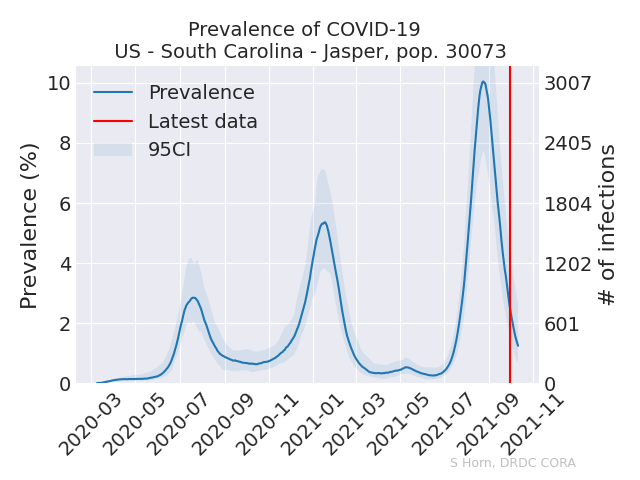 Prevalence of COVID-19
US - South Carolina - Jasper, pop. 30073
Prevalence
Latest data
95CI
Prevalence (%)
10
8
6
4
2
0
3007
2405
1804
1202
601
0
# of infections
2020-03
2020-05
2020-07
2020-09
2020-11
2021-01
2021-03
2021-05
2021-07
2021-09
2021-11
S Horn, DRDC CORA